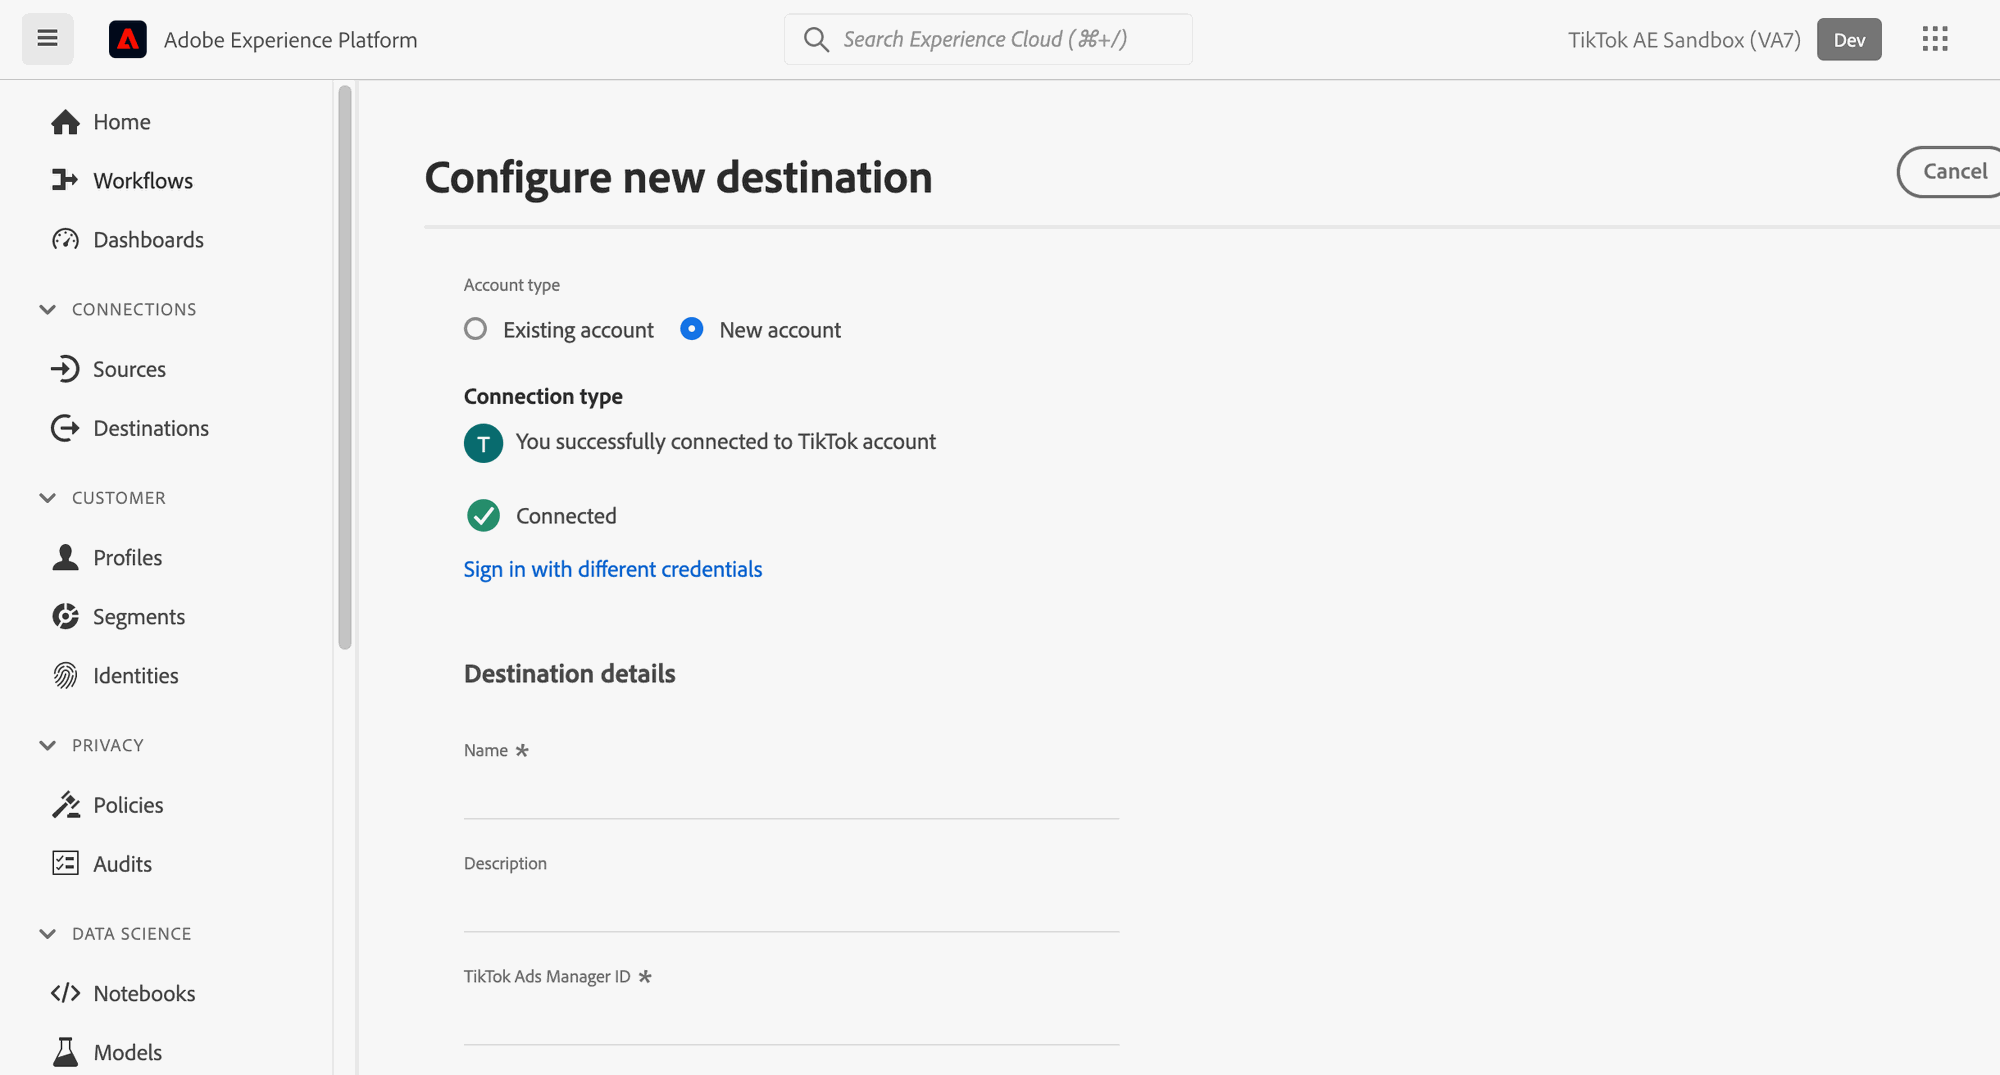 Adobe Experience Platform
Search Experience Cloud (⌘+/)
TikTok AE Sandbox (VA7)
Dev
Home
Workflows
Dashboards
CONNECTIONS
Sources
Destinations
CUSTOMER
Profiles
Segments
Identities
PRIVACY
Policies
Audits
DATA SCIENCE
Notebooks
Models
Configure new destination
Cancel
Account type
Existing account
New account
Connection type
T
You successfully connected to TikTok account
Connected
Sign in with different credentials
Destination details
Name *
Description
TikTok Ads Manager ID *